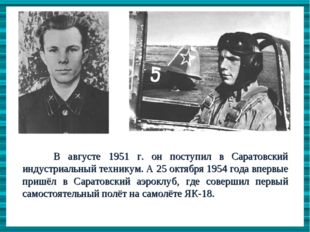 5
В августе 1951 г. он поступил в Саратовский
индустриальный техникум. А 25 октября 1954 года впервые
пришёл в Саратовский аэроклуб, где совершил первый
самостоятельный полёт на самолёте ЯК-18.